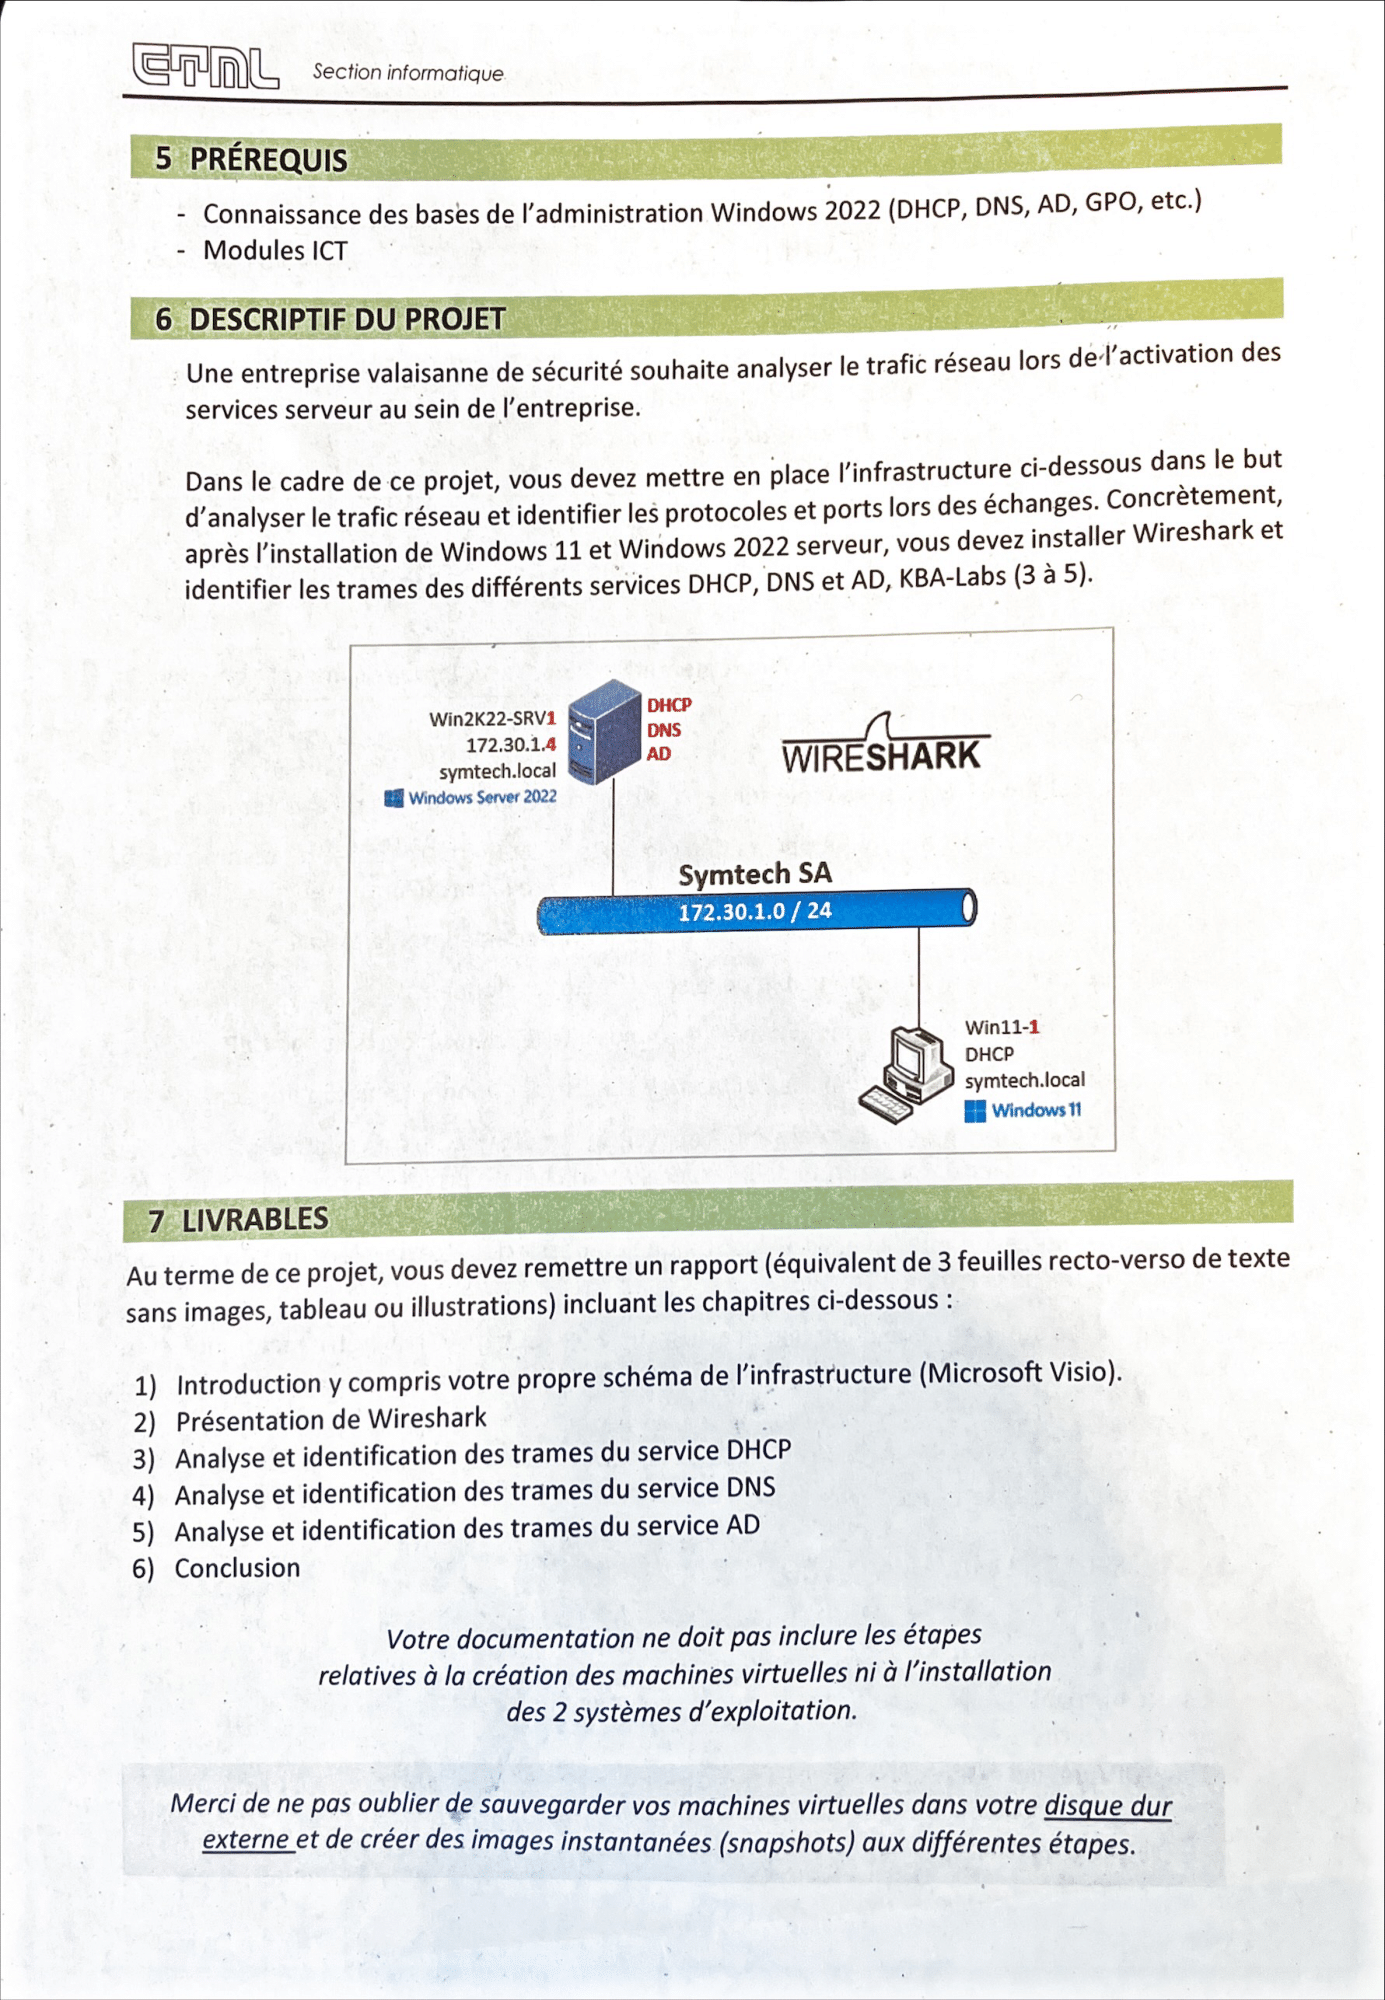 ETML Section informatique
5 PRÉREQUIS
- Connaissance des bases de l'administration Windows 2022 (DHCP, DNS, AD, GPO, etc.)
- Modules ICT
6 DESCRIPTIF DU PROJET
Une entreprise valaisanne de sécurité souhaite analyser le trafic réseau lors de l'activation des
services serveur au sein de l'entreprise.
Dans le cadre de ce projet, vous devez mettre en place l'infrastructure ci-dessous dans le but
d'analyser le trafic réseau et identifier les protocoles et ports lors des échanges. Concrètement,
après l'installation de Windows 11 et Windows 2022 serveur, vous devez installer Wireshark et
identifier les trames des différents services DHCP, DNS et AD, KBA-Labs (3 à 5).
Win2K22-SRV1
172.30.1.4
symtech.local
Windows Server 2022
DHCP
DNS
AD
WIRESHARK
Symtech SA
172.30.1.0 / 24
Win11-1
DHCP
symtech.local
Windows 11
7 LIVRABLES
Au terme de ce projet, vous devez remettre un rapport (équivalent de 3 feuilles recto-verso de texte
sans images, tableau ou illustrations) incluant les chapitres ci-dessous :
1) Introduction y compris votre propre schéma de l'infrastructure (Microsoft Visio).
2) Présentation de Wireshark
3) Analyse et identification des trames du service DHCP
4) Analyse et identification des trames du service DNS
5) Analyse et identification des trames du service AD
6) Conclusion
Votre documentation ne doit pas inclure les étapes
relatives à la création des machines virtuelles ni à l'installation
des 2 systèmes d'exploitation.
Merci de ne pas oublier de sauvegarder vos machines virtuelles dans votre disque dur
externe et de créer des images instantanées (snapshots) aux différentes étapes.